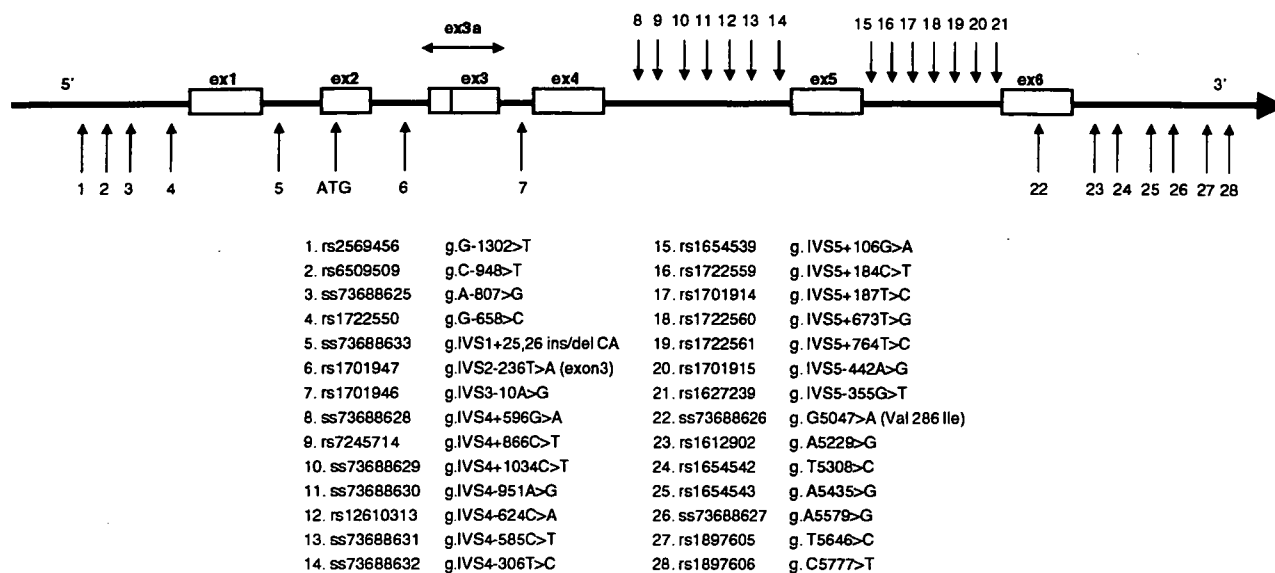 ex3a
8 9 10 11 12 13 14
15 16 17 18 19 20 21
5' ex1 ex2 ex3 ex4 ex5 ex6 3'
1 2 3 4 5 ATG 6 7 22 23 24 25 26 27 28
1. rs2569456 g.G-1302>T
2. rs6509509 g.C-948>T
3. ss73688625 g.A-807>G
4. rs1722550 g.G-658>C
5. ss73688633 g.IVS1+25,26 ins/del CA
6. rs1701947 g.IVS2-236T>A (exon3)
7. rs1701946 g.IVS3-10A>G
8. ss73688628 g.IVS4+596G>A
9. rs7245714 g.IVS4+866C>T
10. ss73688629 g.IVS4+1034C>T
11. ss73688630 g.IVS4-951A>G
12. rs12610313 g.IVS4-624C>A
13. ss73688631 g.IVS4-585C>T
14. ss73688632 g.IVS4-306T>C
15. rs1654539 g. IVS5+106G>A
16. rs1722559 g. IVS5+184C>T
17. rs1701914 g. IVS5+187T>C
18. rs1722560 g. IVS5+673T>G
19. rs1722561 g. IVS5+764T>C
20. rs1701915 g. IVS5-442A>G
21. rs1627239 g. IVS5-355G>T
22. ss73688626 g. G5047>A (Val 286 Ile)
23. rs1612902 g. A5229>G
24. rs1654542 g. T5308>C
25. rs1654543 g. A5435>G
26. ss73688627 g.A5579>G
27. rs1897605 g. T5646>C
28. rs1897606 g. C5777>T